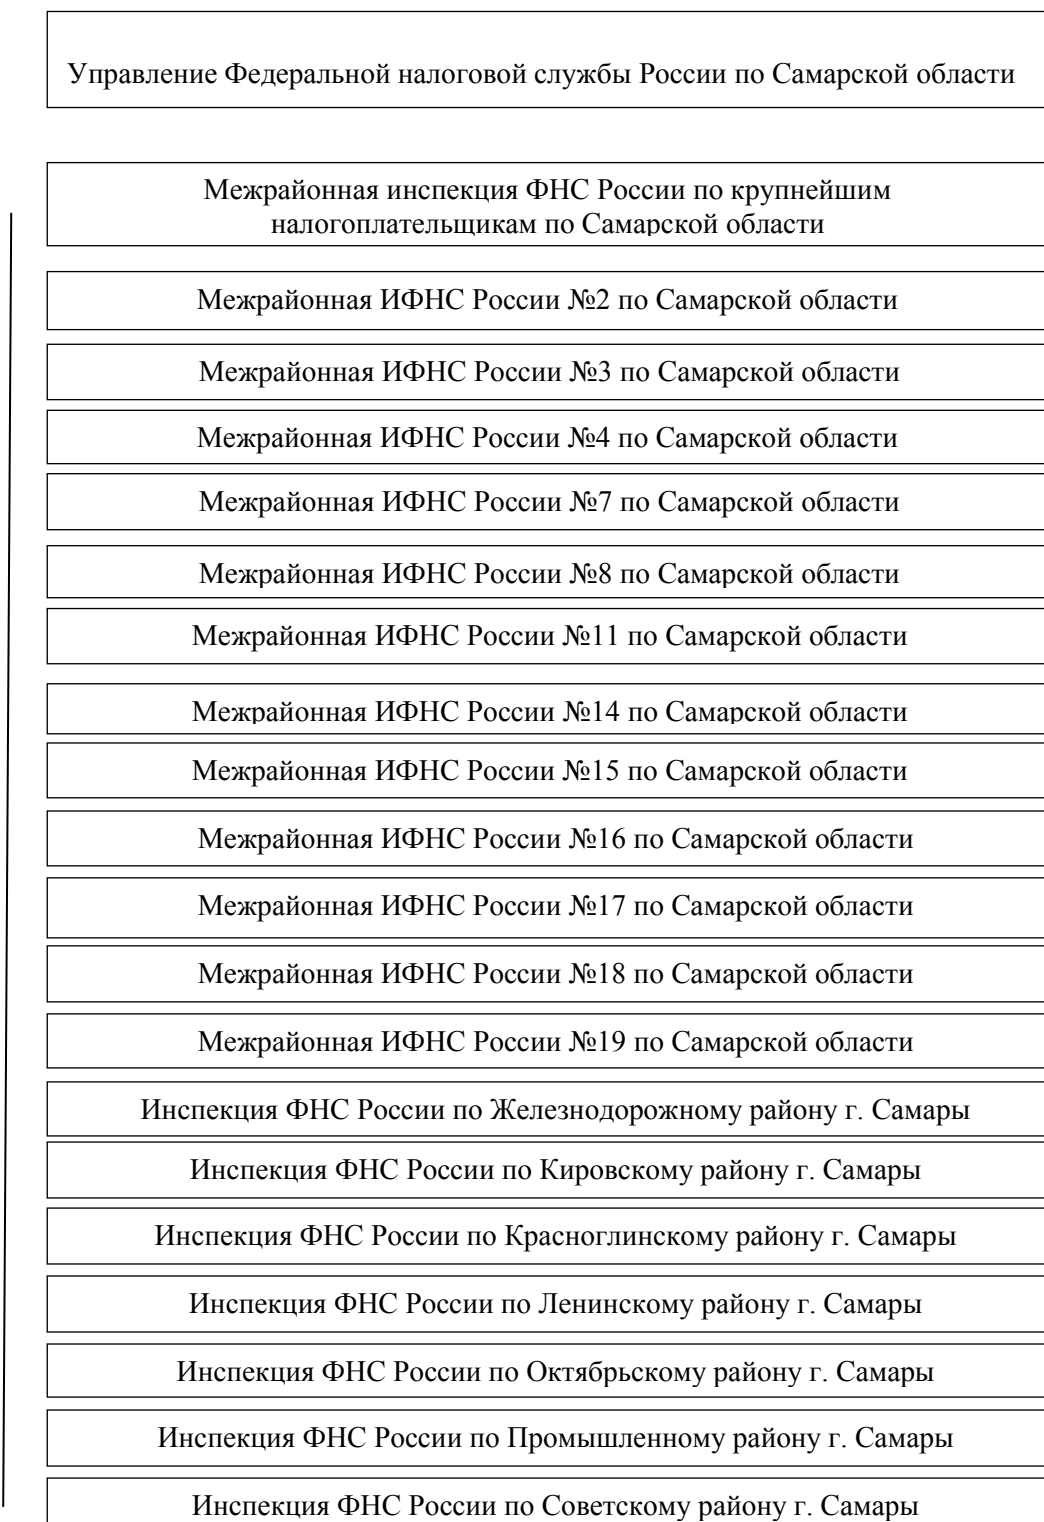 Управление Федеральной налоговой службы России по Самарской области
Межрайонная инспекция ФНС России по крупнейшим
налогоплательщикам по Самарской области
Межрайонная ИФНС России №2 по Самарской области
Межрайонная ИФНС России №3 по Самарской области
Межрайонная ИФНС России №4 по Самарской области
Межрайонная ИФНС России №7 по Самарской области
Межрайонная ИФНС России №8 по Самарской области
Межрайонная ИФНС России №11 по Самарской области
Межрайонная ИФНС России №14 по Самарской области
Межрайонная ИФНС России №15 по Самарской области
Межрайонная ИФНС России №16 по Самарской области
Межрайонная ИФНС России №17 по Самарской области
Межрайонная ИФНС России №18 по Самарской области
Межрайонная ИФНС России №19 по Самарской области
Инспекция ФНС России по Железнодорожному району г. Самары
Инспекция ФНС России по Кировскому району г. Самары
Инспекция ФНС России по Красноглинскому району г. Самары
Инспекция ФНС России по Ленинскому району г. Самары
Инспекция ФНС России по Октябрьскому району г. Самары
Инспекция ФНС России по Промышленному району г. Самары
Инспекция ФНС России по Советскому району г. Самары